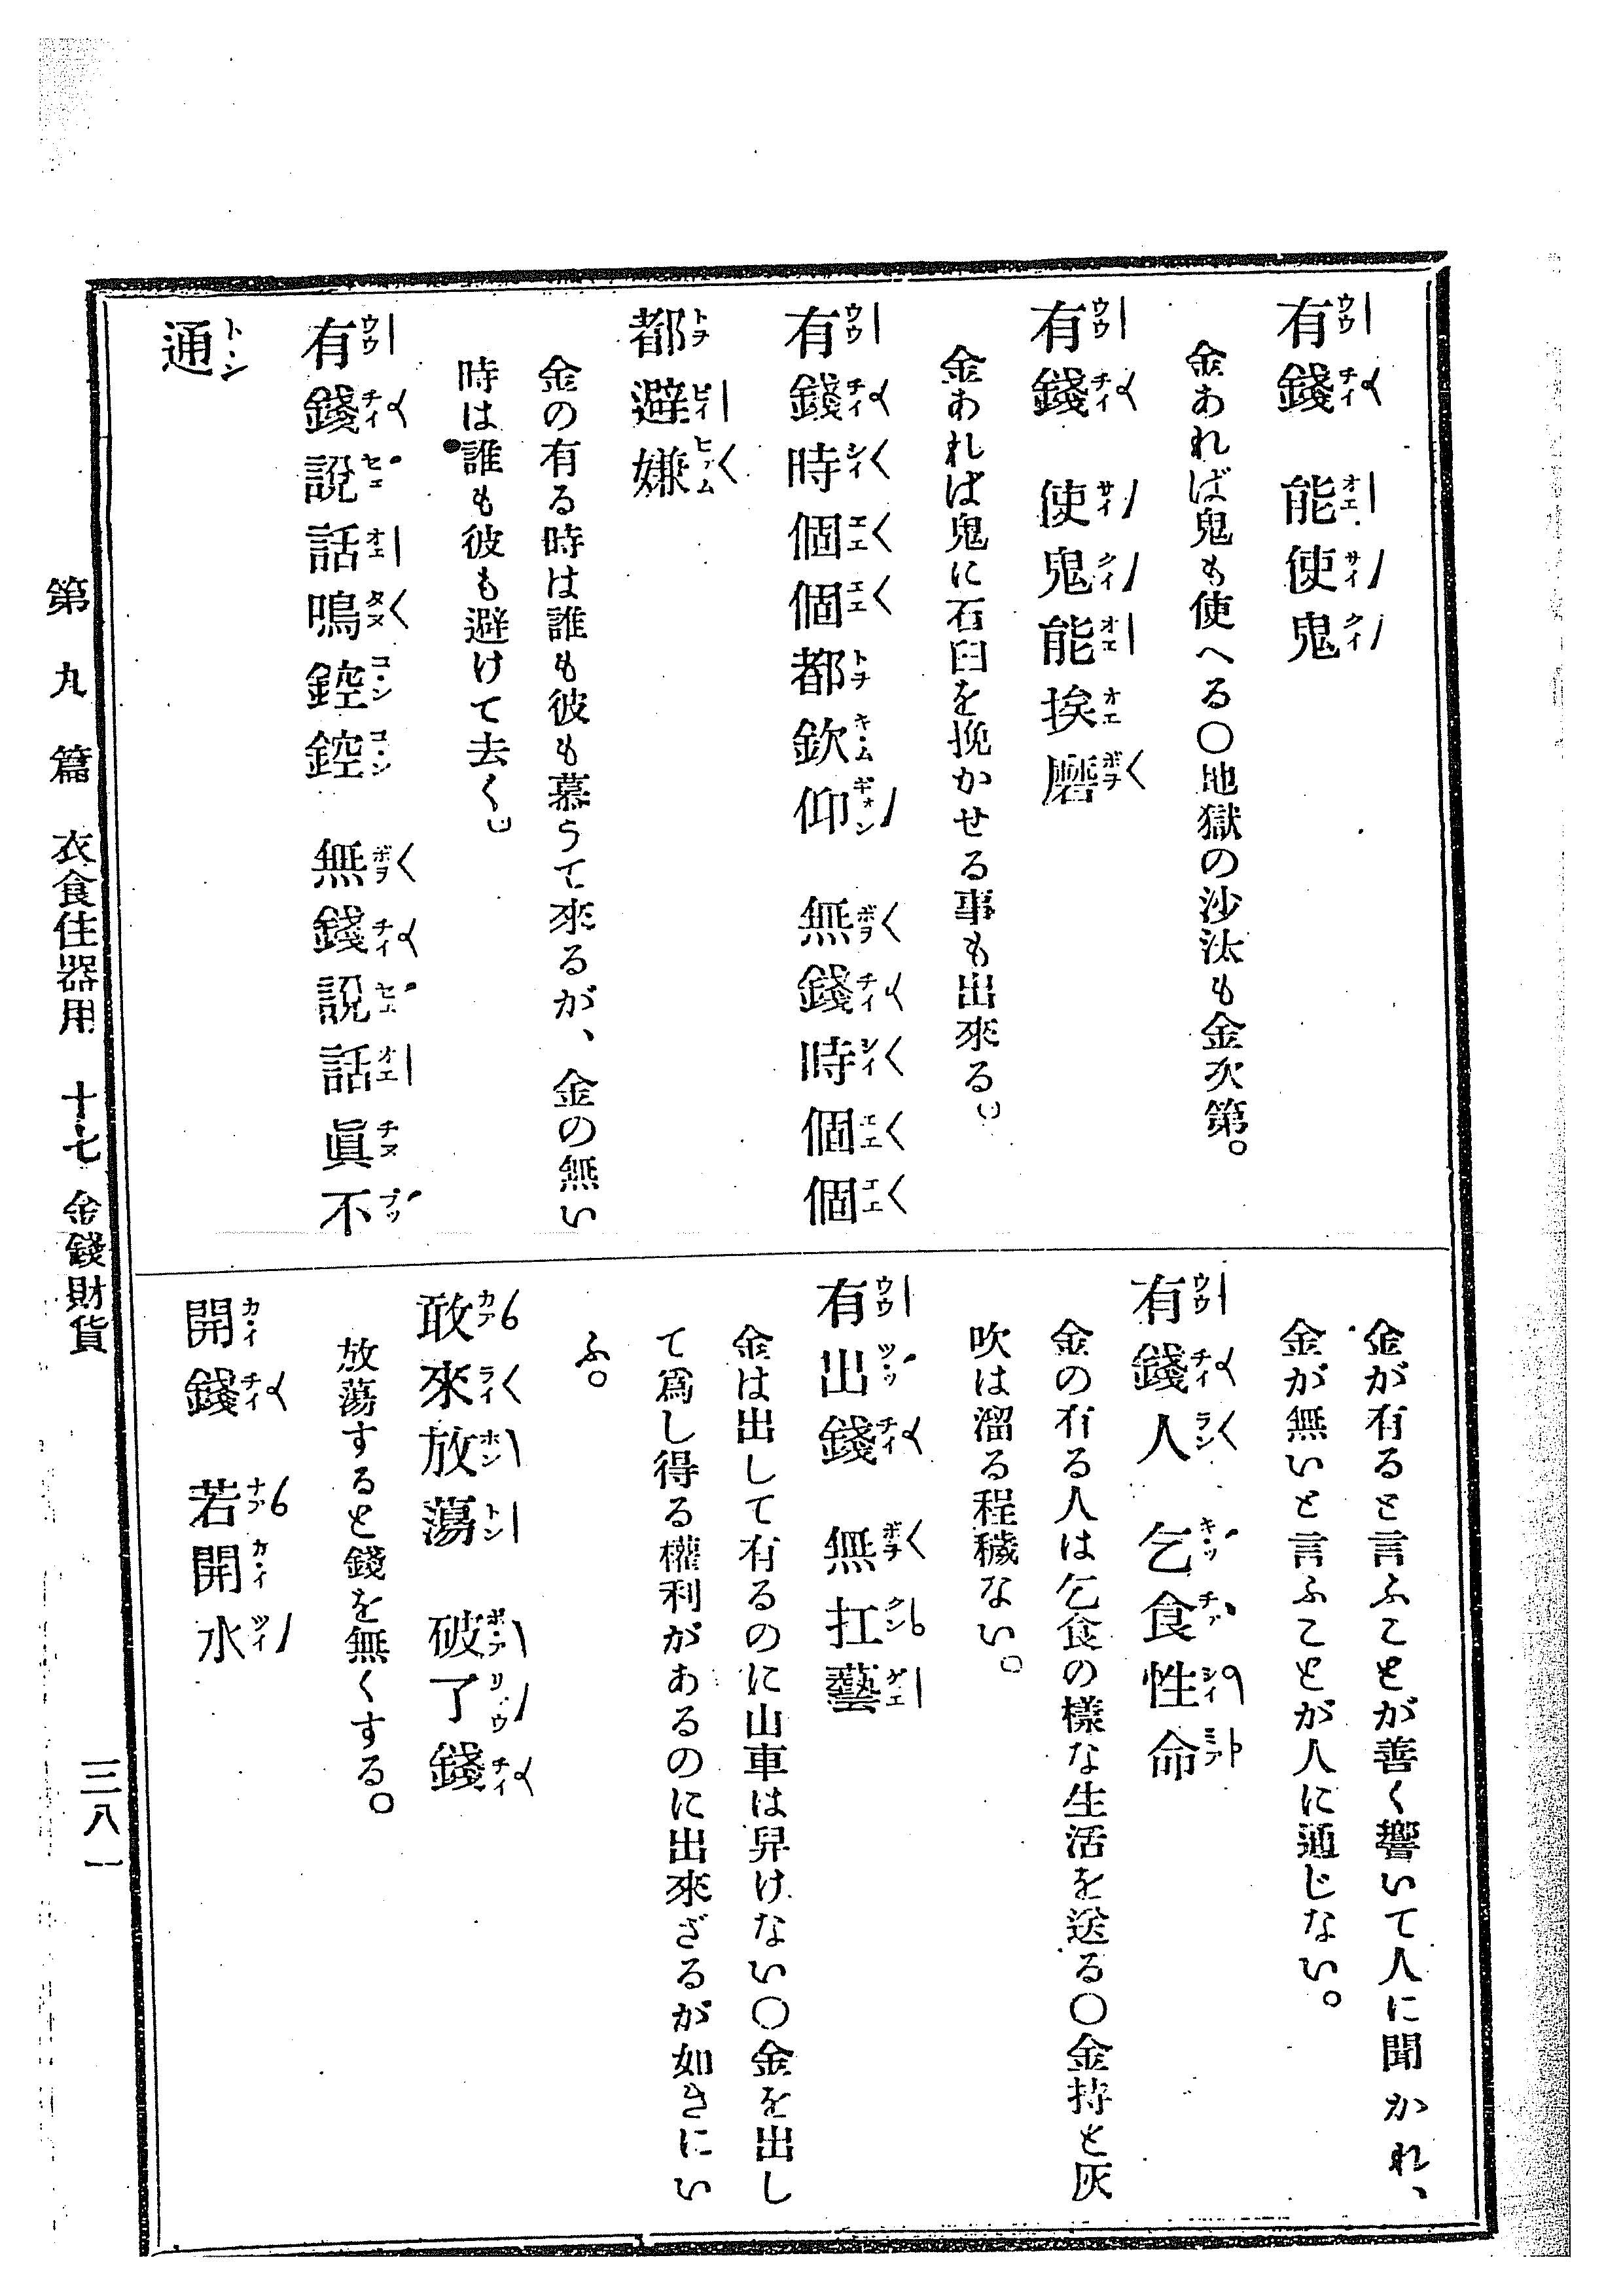 有錢 能使鬼
金あれば鬼も使へる〇地獄の沙汰も金次第。
有錢 使鬼能挨磨
金あれば鬼に石臼を挽かせる事も出來る。
有錢時個個都欽仰 無錢時個個
都避嫌
金の有る時は誰も彼も慕うて來るが、金の無い
時は誰も彼も避けて去く。
有錢說話鳴錝錝 無錢說話眞不
通
金が有ると言ふことが善く響いて人に聞かれ、
金が無いと言ふことが人に通じない。
有錢人 乞食性命
金の有る人は乞食の樣な生活を送る〇金持と灰
吹は溜る程穢ない。
有出錢 無扛藝
金は出して有るのに山車は舁けない〇金を出し
て爲し得る權利があるのに出來ざるが如きにい
ふ。
敢來放蕩 破了錢
放蕩すると錢を無くする。
開錢 若開水
第九篇 衣食住器用 十七 金錢財貨 三八一